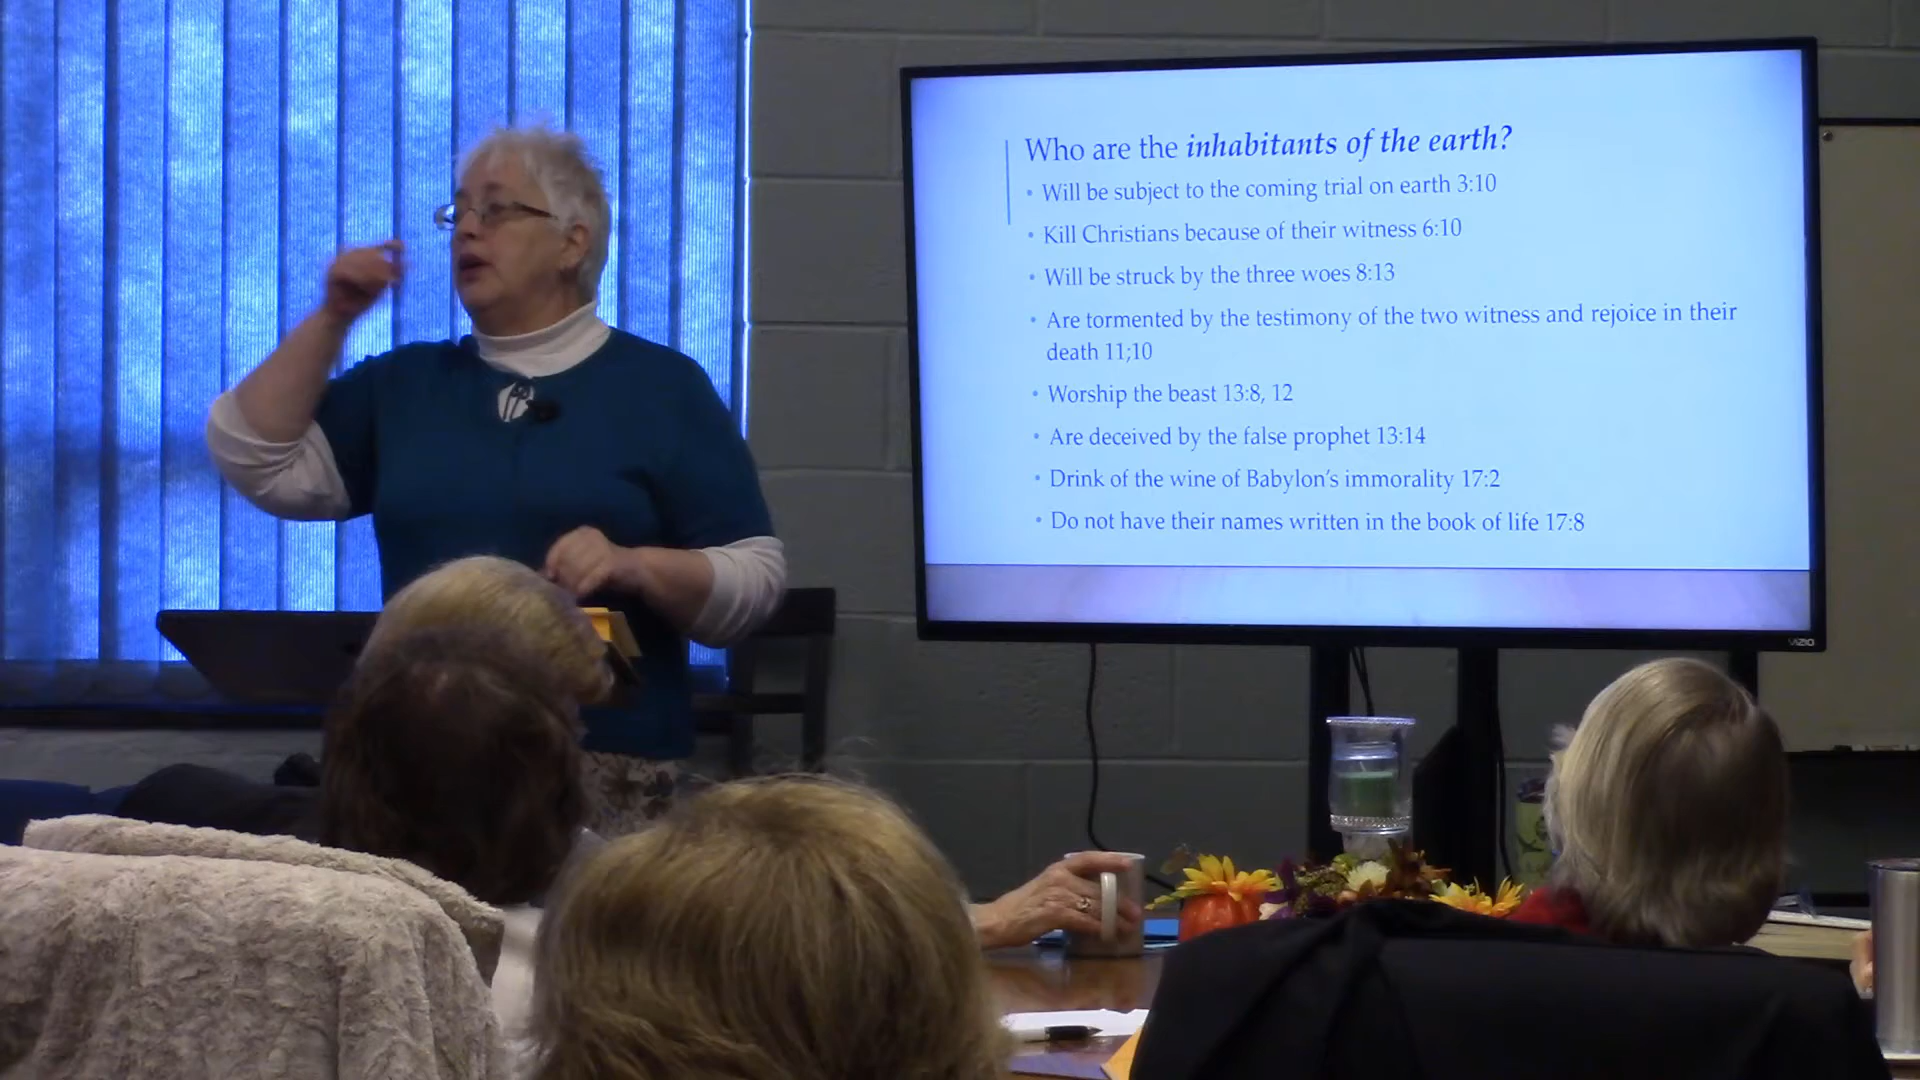 Who are the inhabitants of the earth?
• Will be subject to the coming trial on earth 3:10
• Kill Christians because of their witness 6:10
• Will be struck by the three woes 8:13
• Are tormented by the testimony of the two witness and rejoice in their
death 11;10
• Worship the beast 13:8, 12
• Are deceived by the false prophet 13:14
• Drink of the wine of Babylon's immorality 17:2
• Do not have their names written in the book of life 17:8
VIZIO